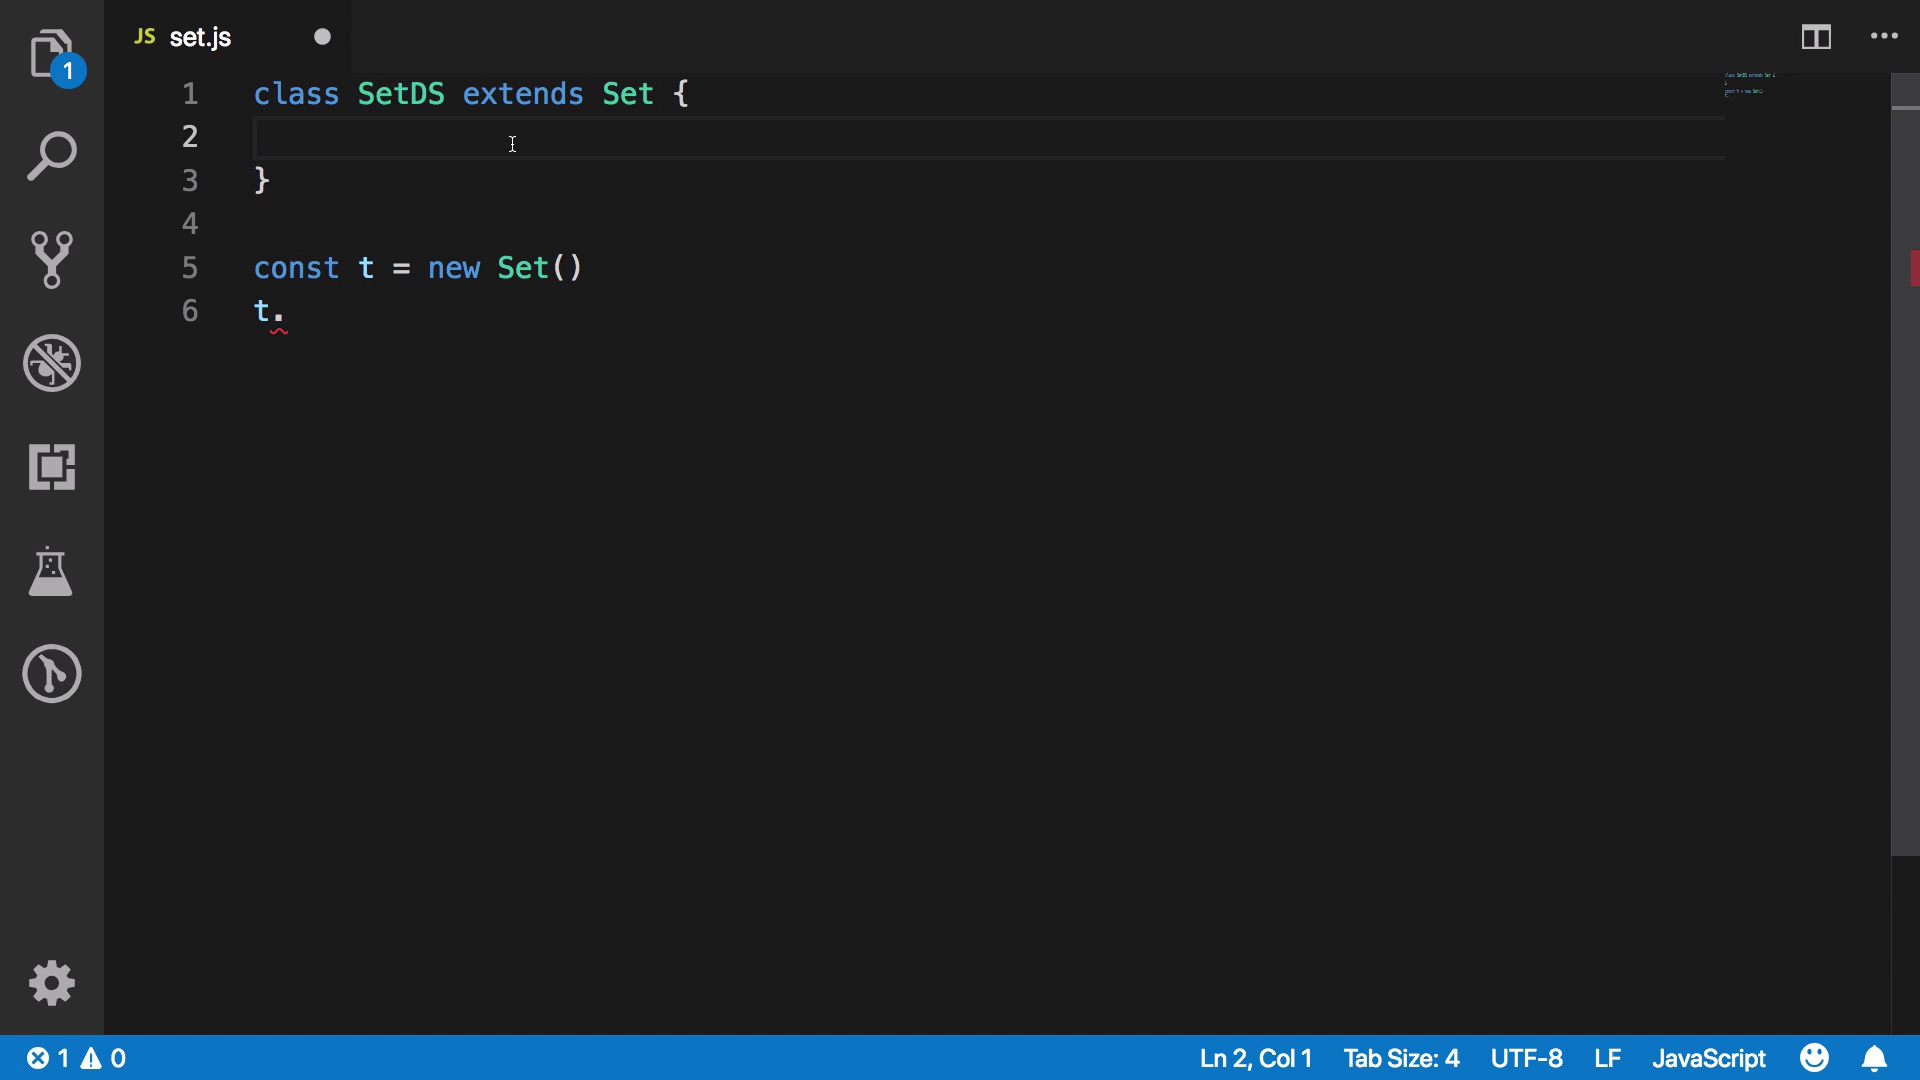 JS set.js
1
1 class SetDS extends Set {
2
3 }
4
5 const t = new Set()
6 t.
1 0 Ln 2, Col 1 Tab Size: 4 UTF-8 LF JavaScript